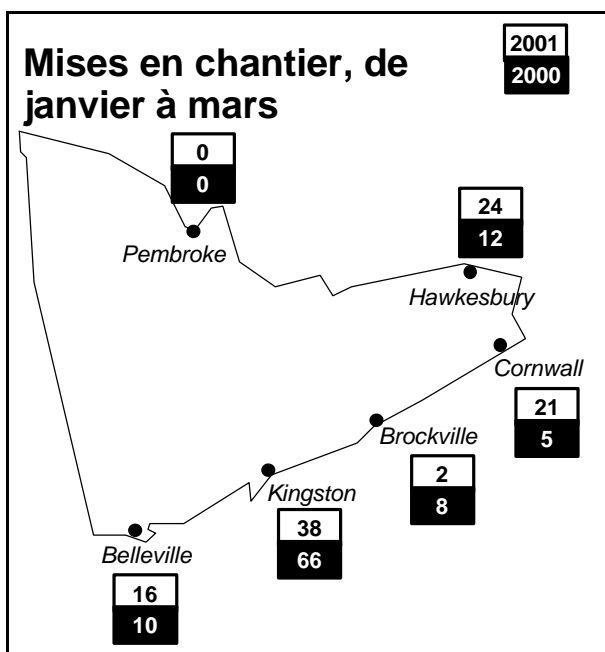 Mises en chantier, de
janvier à mars
2001
2000
0
0
Pembroke
24
12
Hawkesbury
Cornwall
21
5
Brockville
2
8
Kingston
38
66
Belleville
16
10